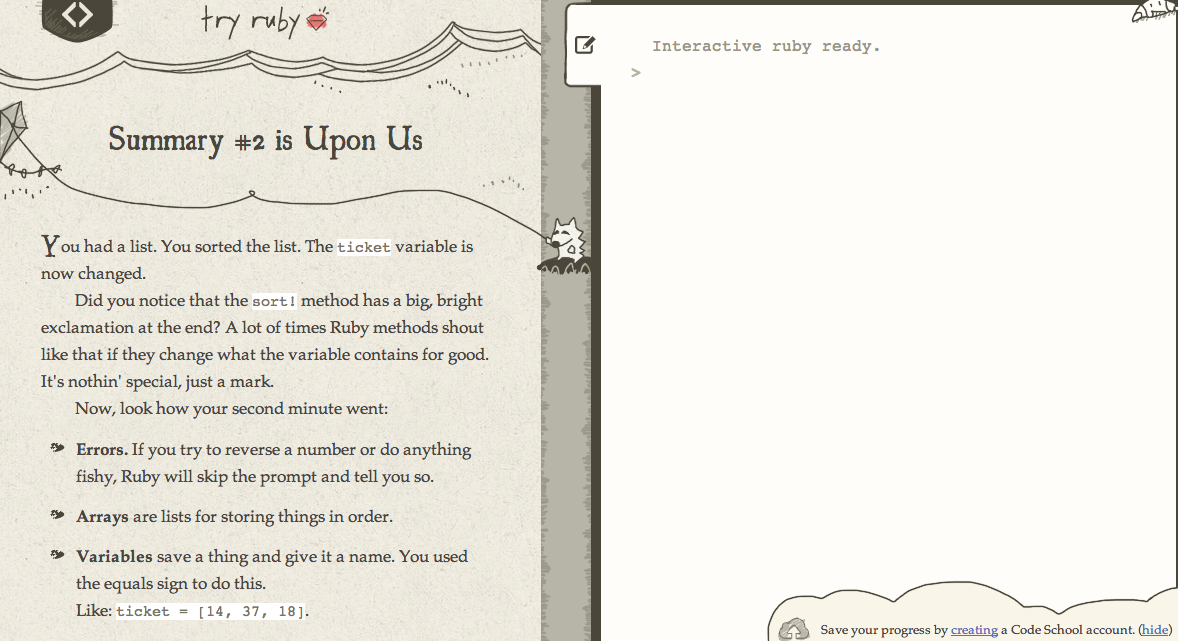 try ruby
Summary #2 is Upon Us
You had a list. You sorted the list. The ticket variable is
now changed.
Did you notice that the sort! method has a big, bright
exclamation at the end? A lot of times Ruby methods shout
like that if they change what the variable contains for good.
It's nothin' special, just a mark.
Now, look how your second minute went:
Errors. If you try to reverse a number or do anything
fishy, Ruby will skip the prompt and tell you so.
Arrays are lists for storing things in order.
Variables save a thing and give it a name. You used
the equals sign to do this.
Like: ticket = [14, 37, 18].
Interactive ruby ready.
>
Save your progress by creating a Code School account. (hide)